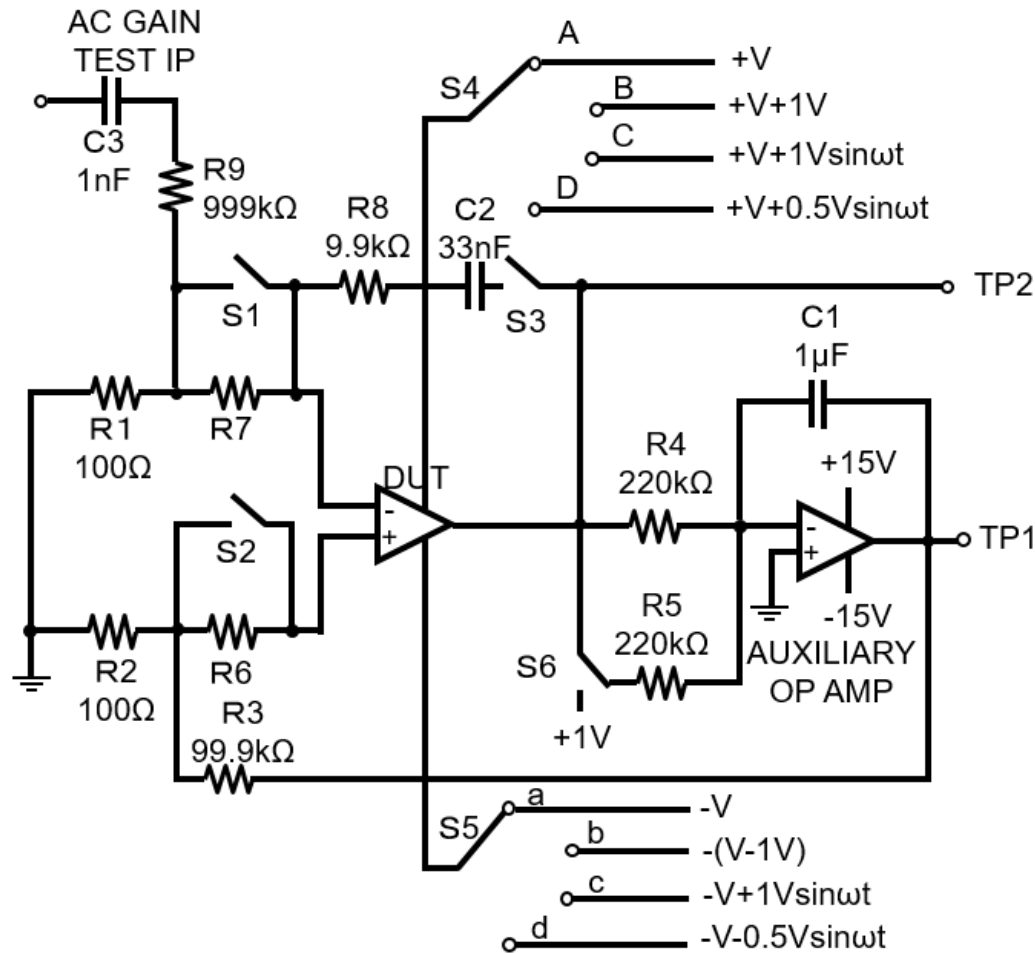 AC GAIN
TEST IP
C3
1nF
R9
999kΩ
S4
A
+V
B
+V+1V
C
+V+1Vsinωt
D
+V+0.5Vsinωt
R8
9.9kΩ
C2
33nF
S3
TP2
S1
C1
1µF
R1
100Ω
R7
DUT
R4
220kΩ
+15V
-
+
-
+
TP1
S2
-15V
R5
220kΩ
AUXILIARY
OP AMP
R2
100Ω
R6
S6
+1V
R3
99.9kΩ
S5
a
-V
b
-(V-1V)
c
-V+1Vsinωt
d
-V-0.5Vsinωt